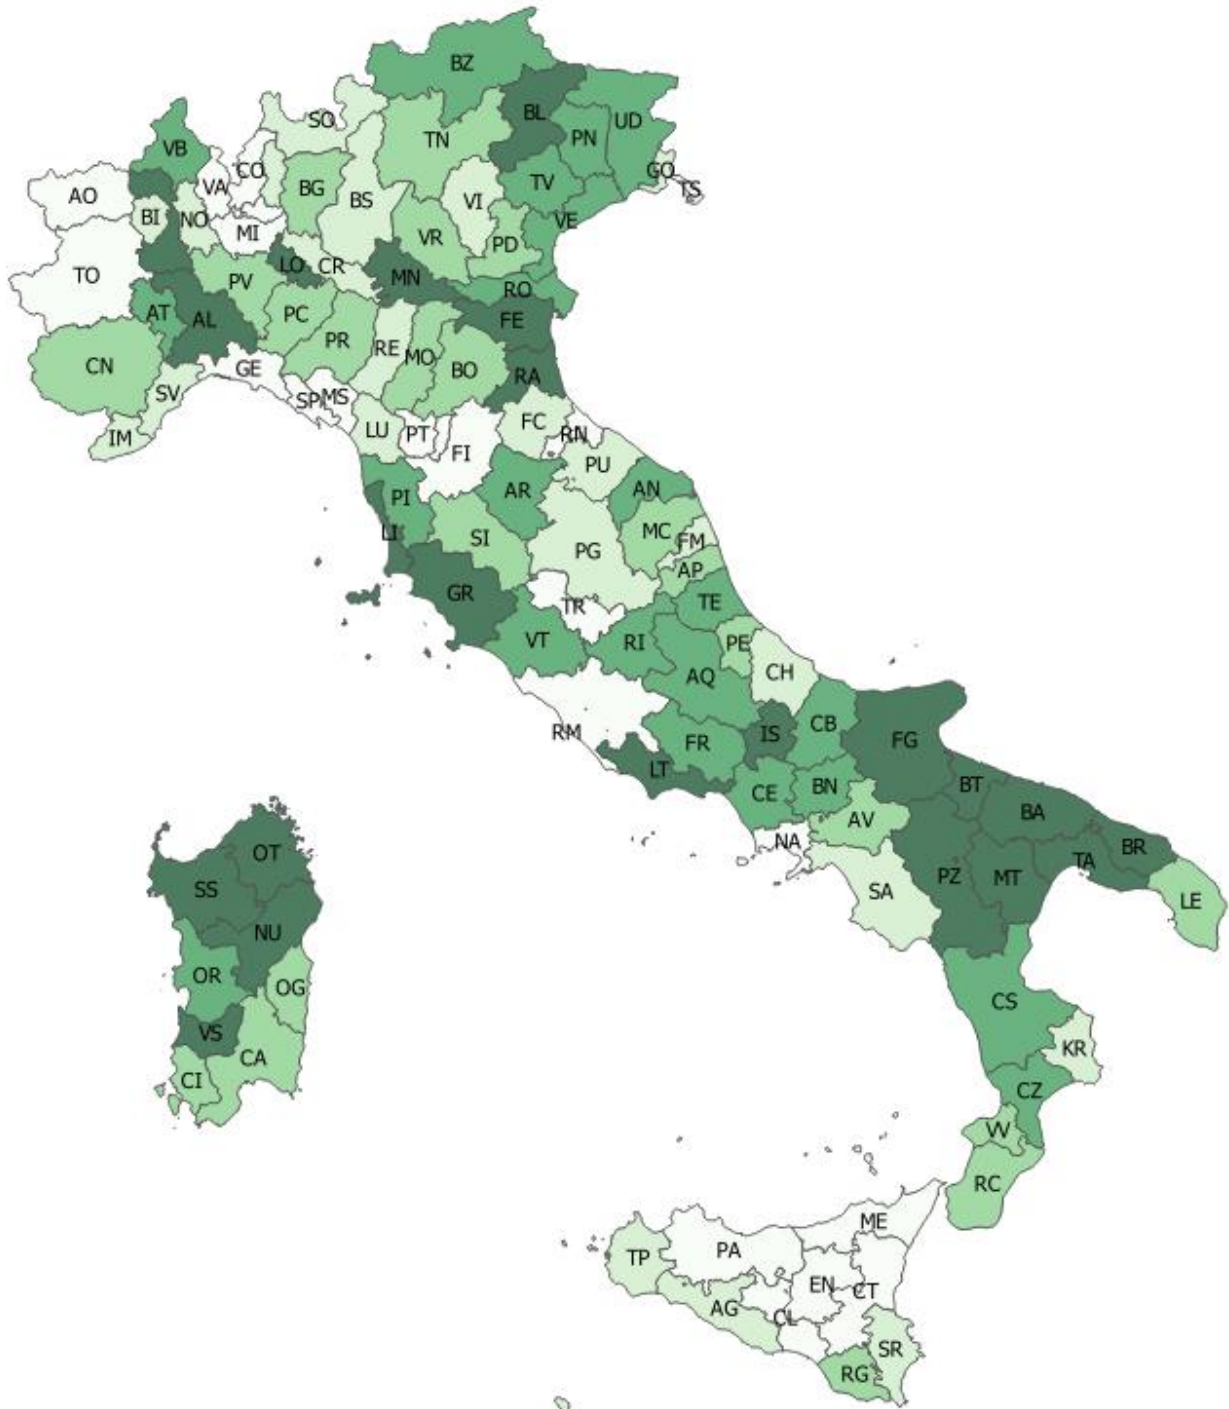 BZ
BL
UD
PN
VB
SO
TN
GO
CO
VA
TS
AO
BG
BS
TV
VI
BI
NO
VE
MI
VR
PD
LO
CR
TO
MN
PV
RO
AT
AL
PC
FE
PR
RE
MO
CN
GE
BO
RA
SV
SP
MS
IM
LU
PT
FC
RN
FI
PU
PI
AR
AN
LI
SI
MC
FM
PG
AP
GR
TR
TE
VT
RI
PE
AQ
CH
RM
FR
IS
CB
FG
LT
CE
BN
BT
BA
AV
NA
BR
OT
TA
SS
SA
PZ
MT
LE
NU
OR
OG
CS
VS
CA
KR
CI
CZ
VV
RC
ME
TP
PA
EN
CT
AG
CL
SR
RG